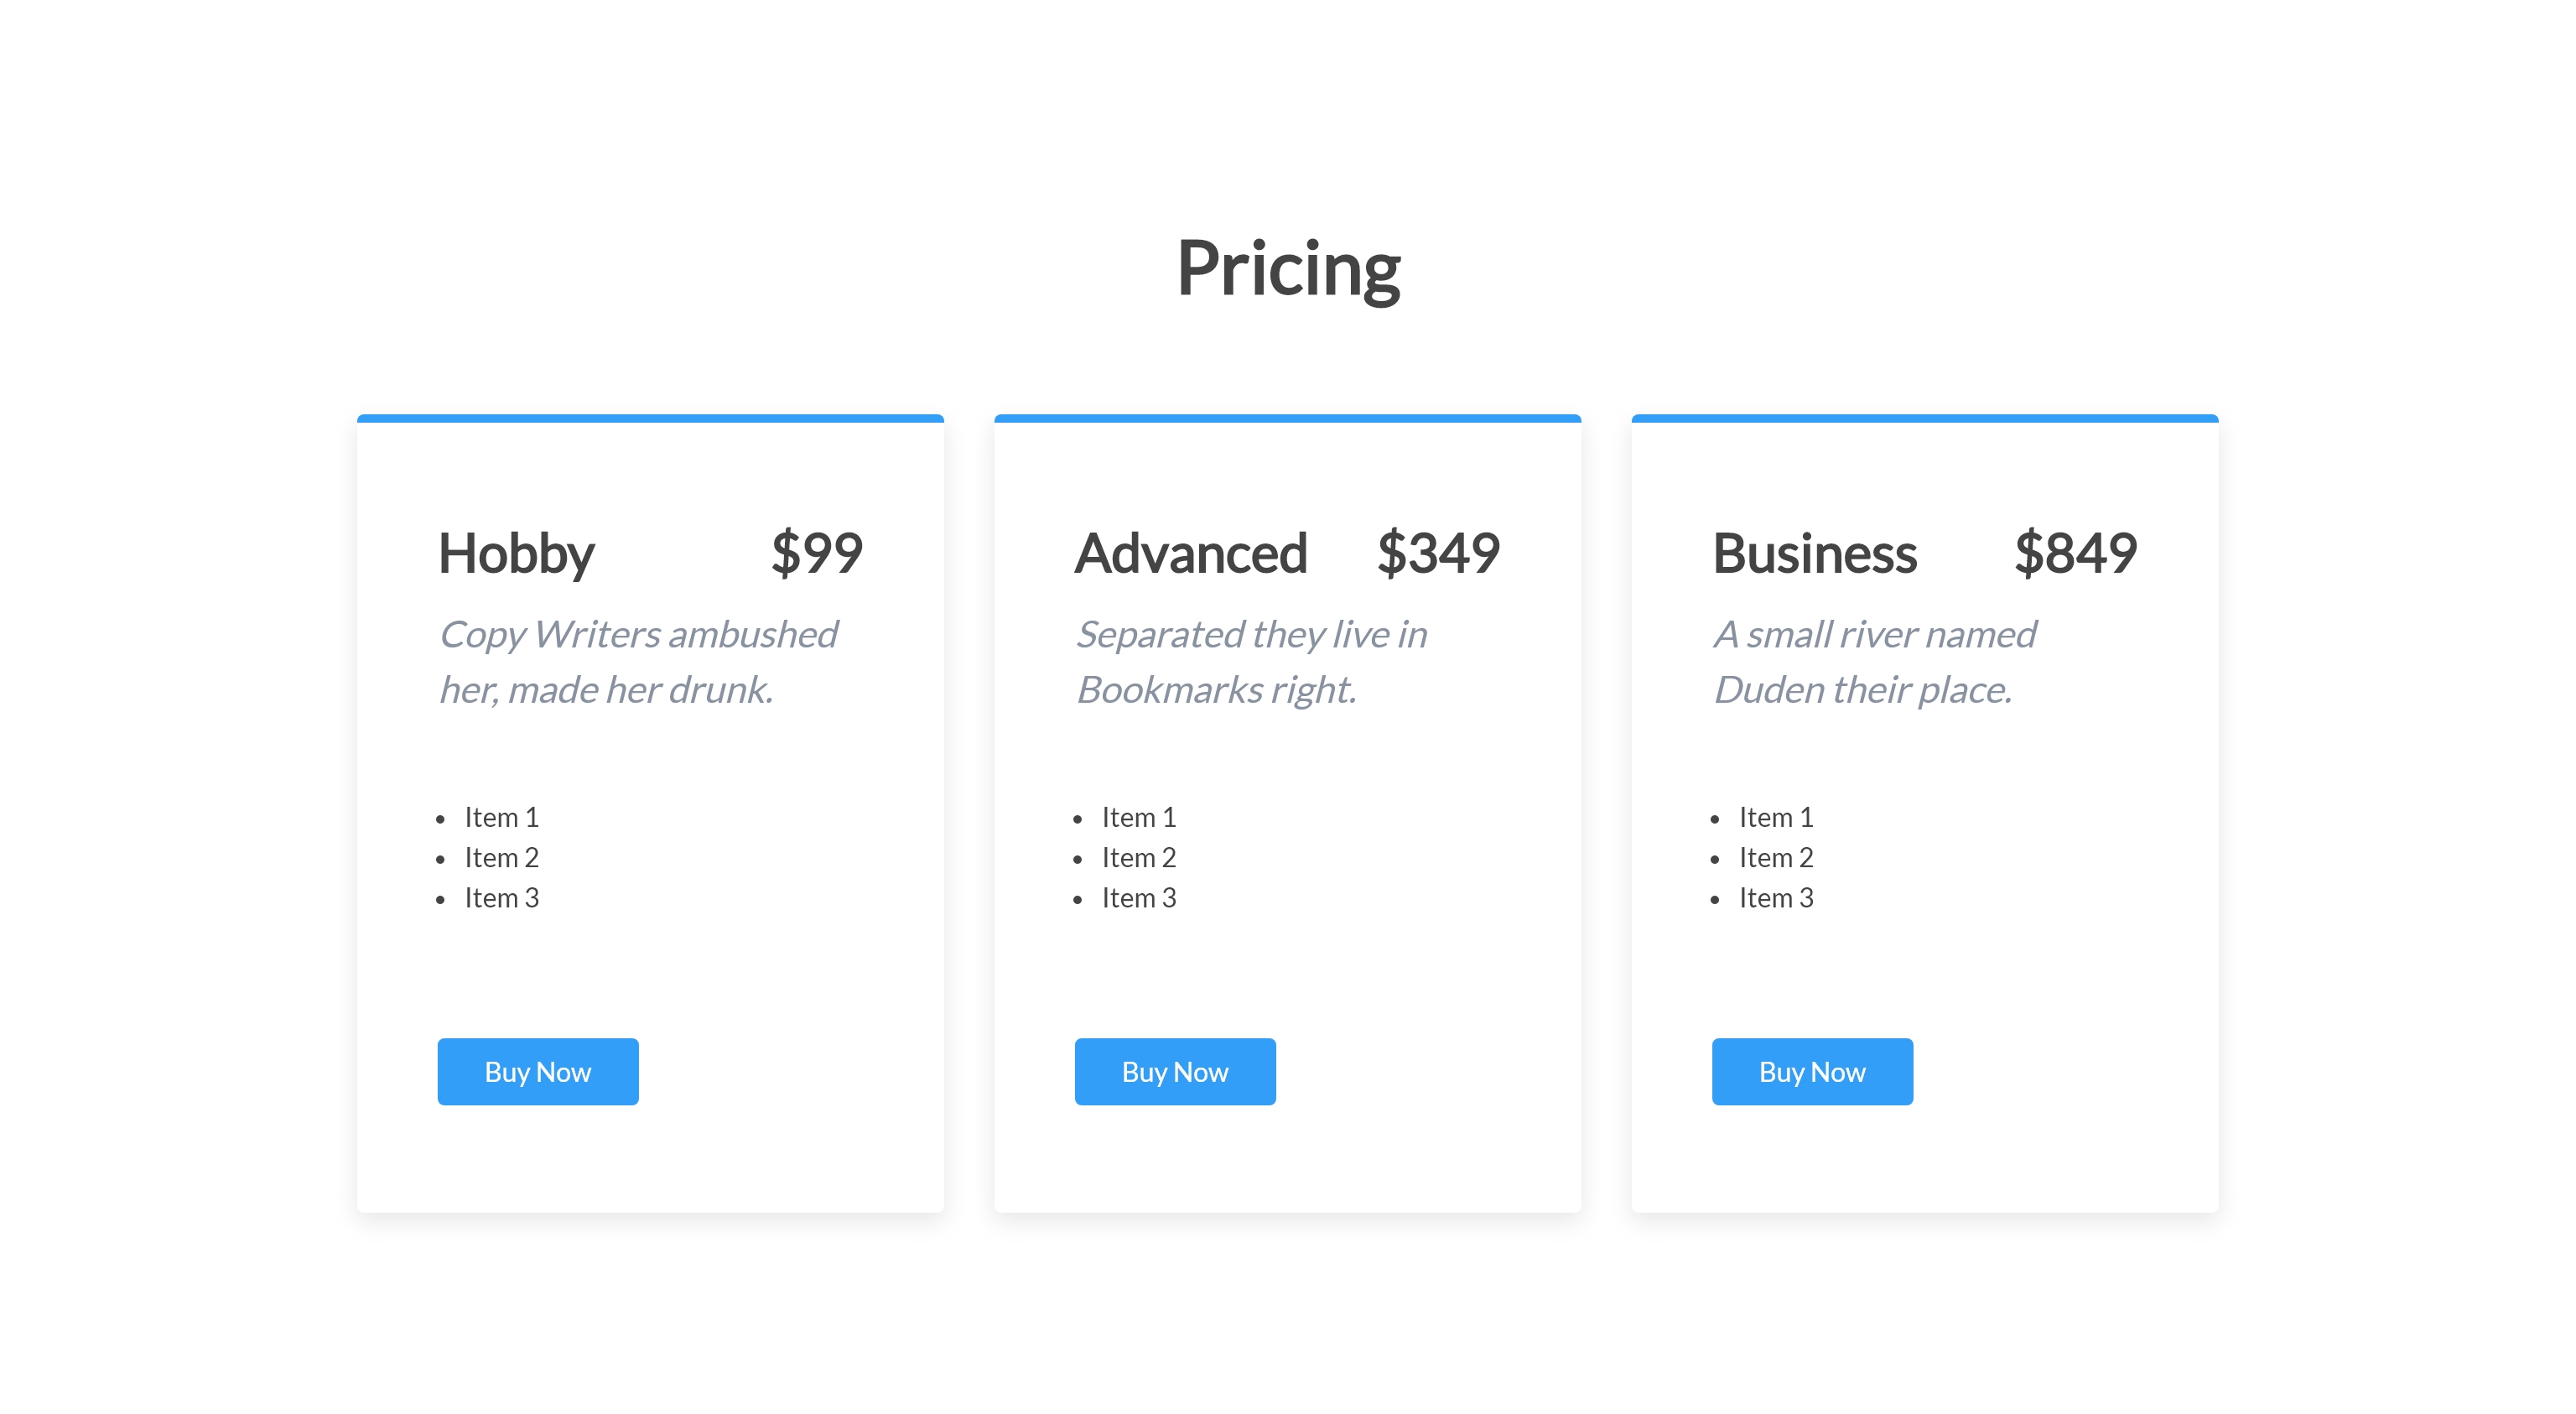 Pricing
Hobby $99
Copy Writers ambushed
her, made her drunk.
• Item 1
• Item 2
• Item 3
Buy Now
Advanced $349
Separated they live in
Bookmarks right.
• Item 1
• Item 2
• Item 3
Buy Now
Business $849
A small river named
Duden their place.
• Item 1
• Item 2
• Item 3
Buy Now